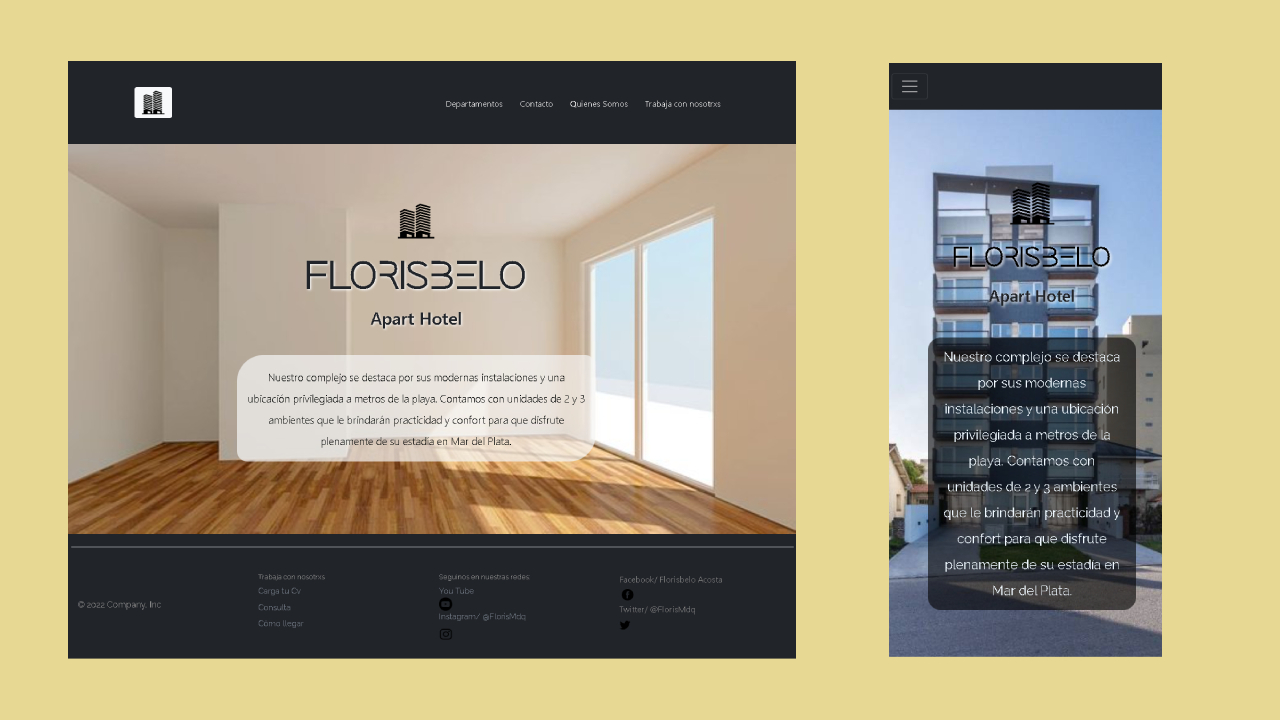 Departamentos Contacto Quienes Somos Trabaja con nosotrxs
FLORISBELO
Apart Hotel
Nuestro complejo se destaca por sus modernas instalaciones y una
ubicación privilegiada a metros de la playa. Contamos con unidades de 2 y 3
ambientes que le brindarán practicidad y confort para que disfrute
plenamente de su estadía en Mar del Plata.
© 2022 Company, Inc
Trabaja con nosotrxs
Carga tu Cv
Consulta
Cómo llegar
Seguinos en nuestras redes
You Tube
Instagram/ @FlorisMdq
Facebook/ Florisbelo Acosta
Twitter/ @FlorisMdq
FLORISBELO
Apart Hotel
Nuestro complejo se destaca
por sus modernas
instalaciones y una ubicación
privilegiada a metros de la
playa. Contamos con
unidades de 2 y 3 ambientes
que le brindarán practicidad y
confort para que disfrute
plenamente de su estadía en
Mar del Plata.